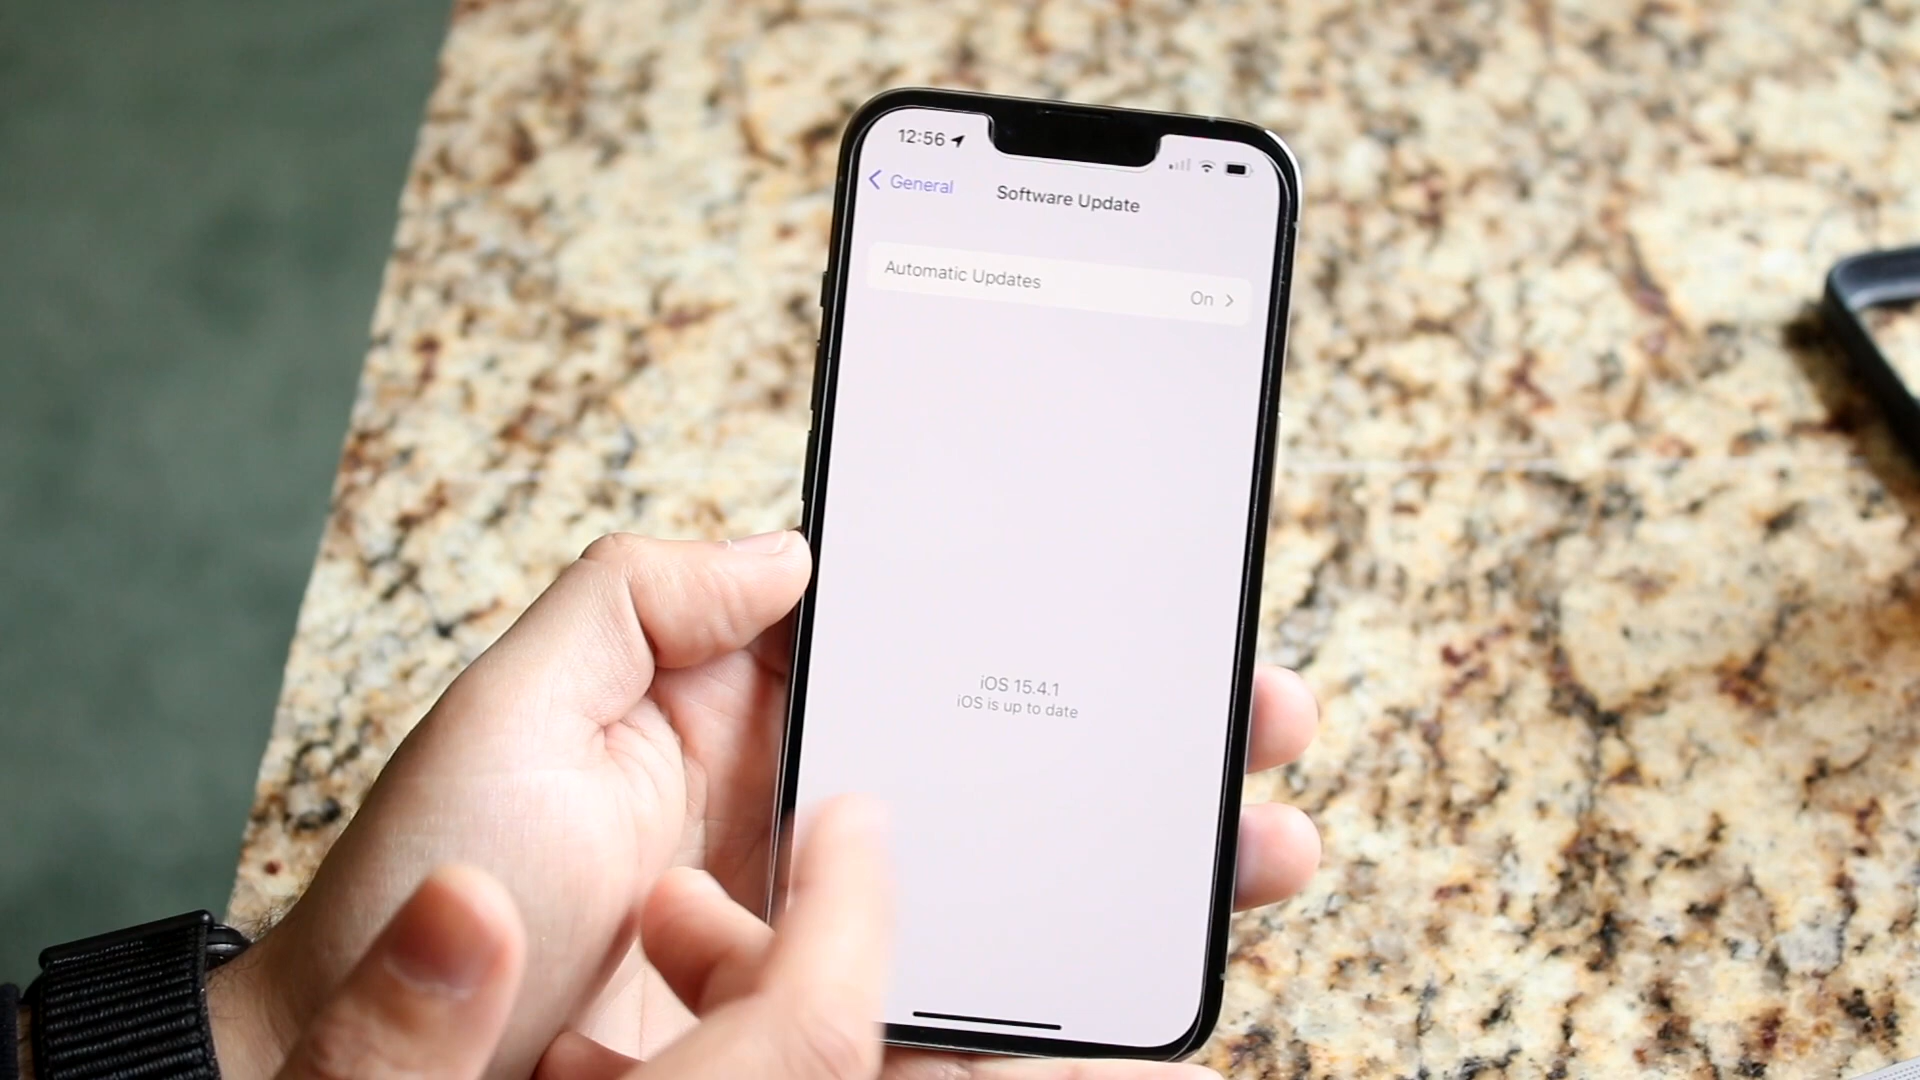 12:56
General
Software Update
Automatic Updates
On
iOS 15.4.1
iOS is up to date